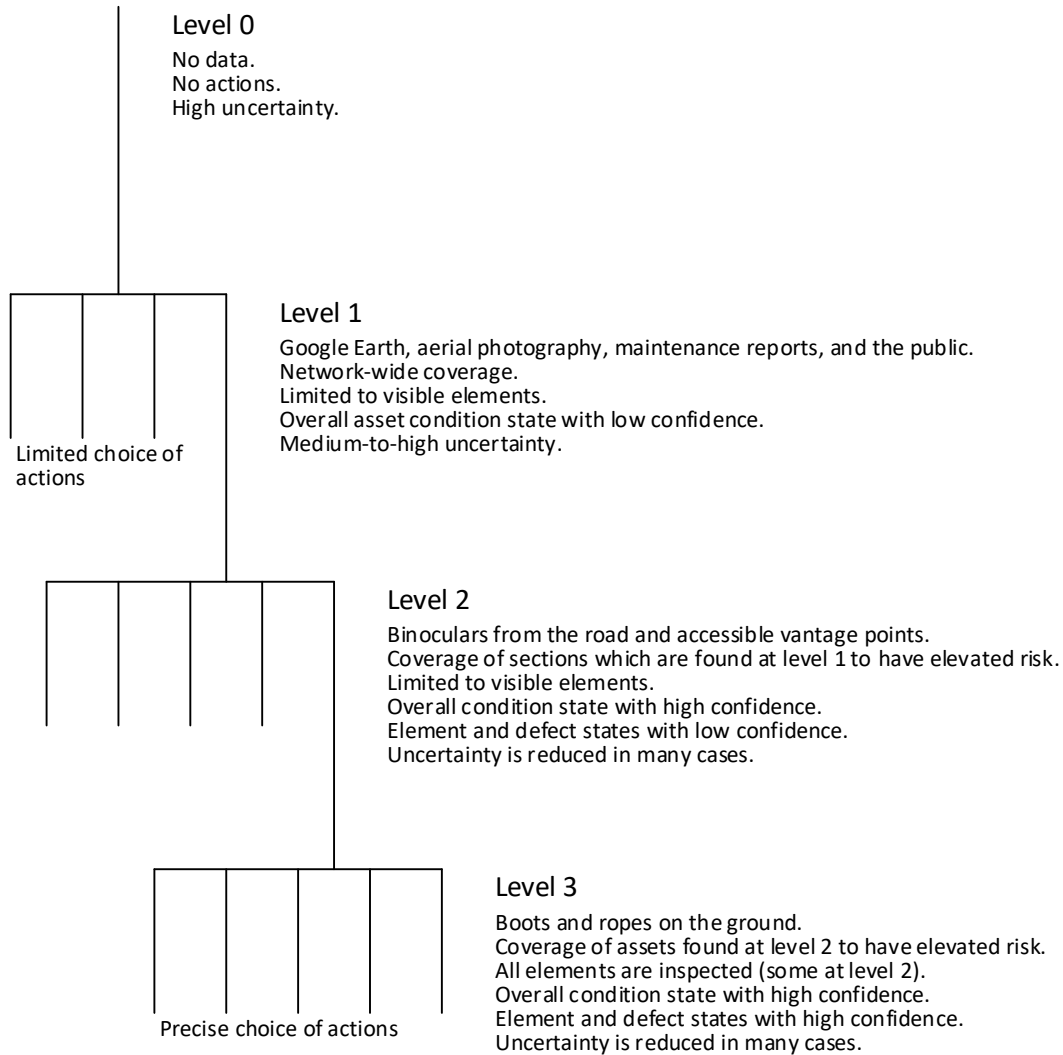 Level 0
No data.
No actions.
High uncertainty.
Level 1
Google Earth, aerial photography, maintenance reports, and the public.
Network-wide coverage.
Limited to visible elements.
Overall asset condition state with low confidence.
Medium-to-high uncertainty.
Limited choice of
actions
Level 2
Binoculars from the road and accessible vantage points.
Coverage of sections which are found at level 1 to have elevated risk.
Limited to visible elements.
Overall condition state with high confidence.
Element and defect states with low confidence.
Uncertainty is reduced in many cases.
Level 3
Boots and ropes on the ground.
Coverage of assets found at level 2 to have elevated risk.
All elements are inspected (some at level 2).
Overall condition state with high confidence.
Element and defect states with high confidence.
Uncertainty is reduced in many cases.
Precise choice of actions